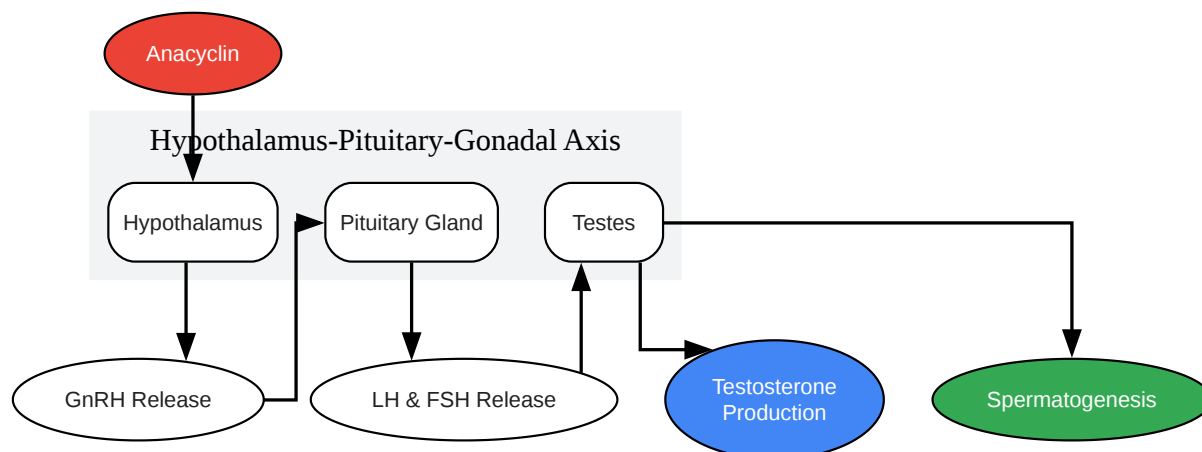 Anacyclin
Hypothalamus-Pituitary-Gonadal Axis
Hypothalamus
Pituitary Gland
Testes
GnRH Release
LH & FSH Release
Testosterone
Production
Spermatogenesis